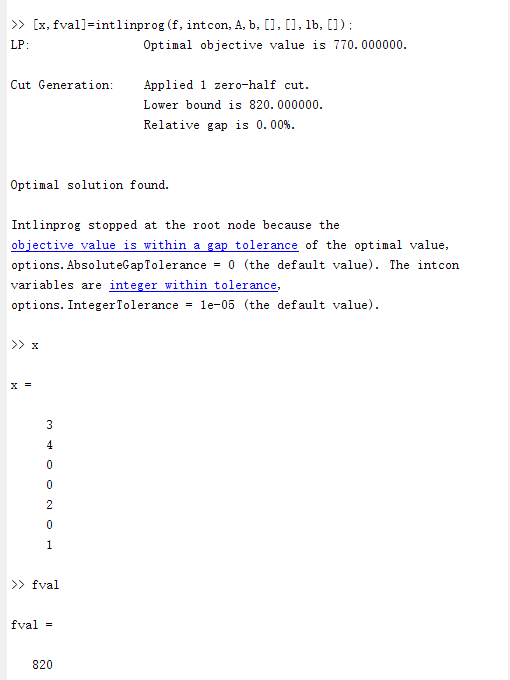 >> [x,fval]=intlinprog(f,intcon,A,b,[],[],lb,[]);
LP: Optimal objective value is 770.000000.
Cut Generation: Applied 1 zero-half cut.
Lower bound is 820.000000.
Relative gap is 0.00%.
Optimal solution found.
Intlinprog stopped at the root node because the
objective value is within a gap tolerance of the optimal value,
options.AbsoluteGapTolerance = 0 (the default value). The intcon
variables are integer within tolerance,
options.IntegerTolerance = 1e-05 (the default value).
>> x
x =
3
4
0
0
2
0
1
>> fval
fval =
820